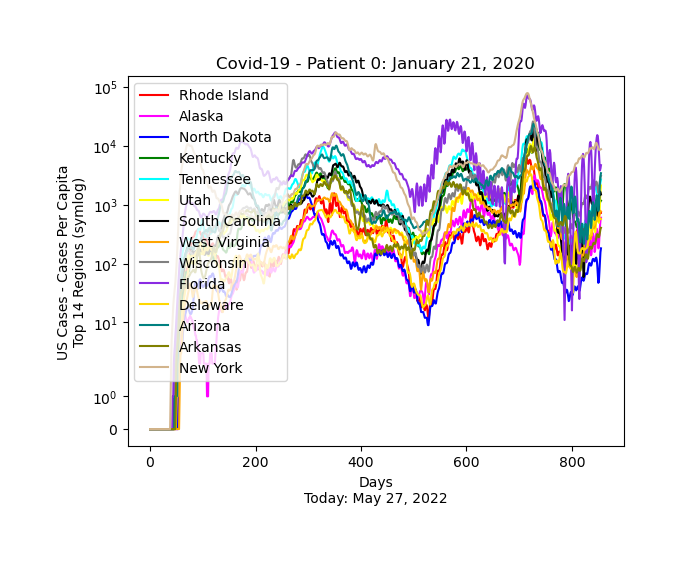 Covid-19 - Patient 0: January 21, 2020
US Cases - Cases Per Capita
Top 14 Regions (symlog)
10^5
10^4
10^3
10^2
10^1
10^0
0
Rhode Island
Alaska
North Dakota
Kentucky
Tennessee
Utah
South Carolina
West Virginia
Wisconsin
Florida
Delaware
Arizona
Arkansas
New York
0 200 400 600 800
Days
Today: May 27, 2022